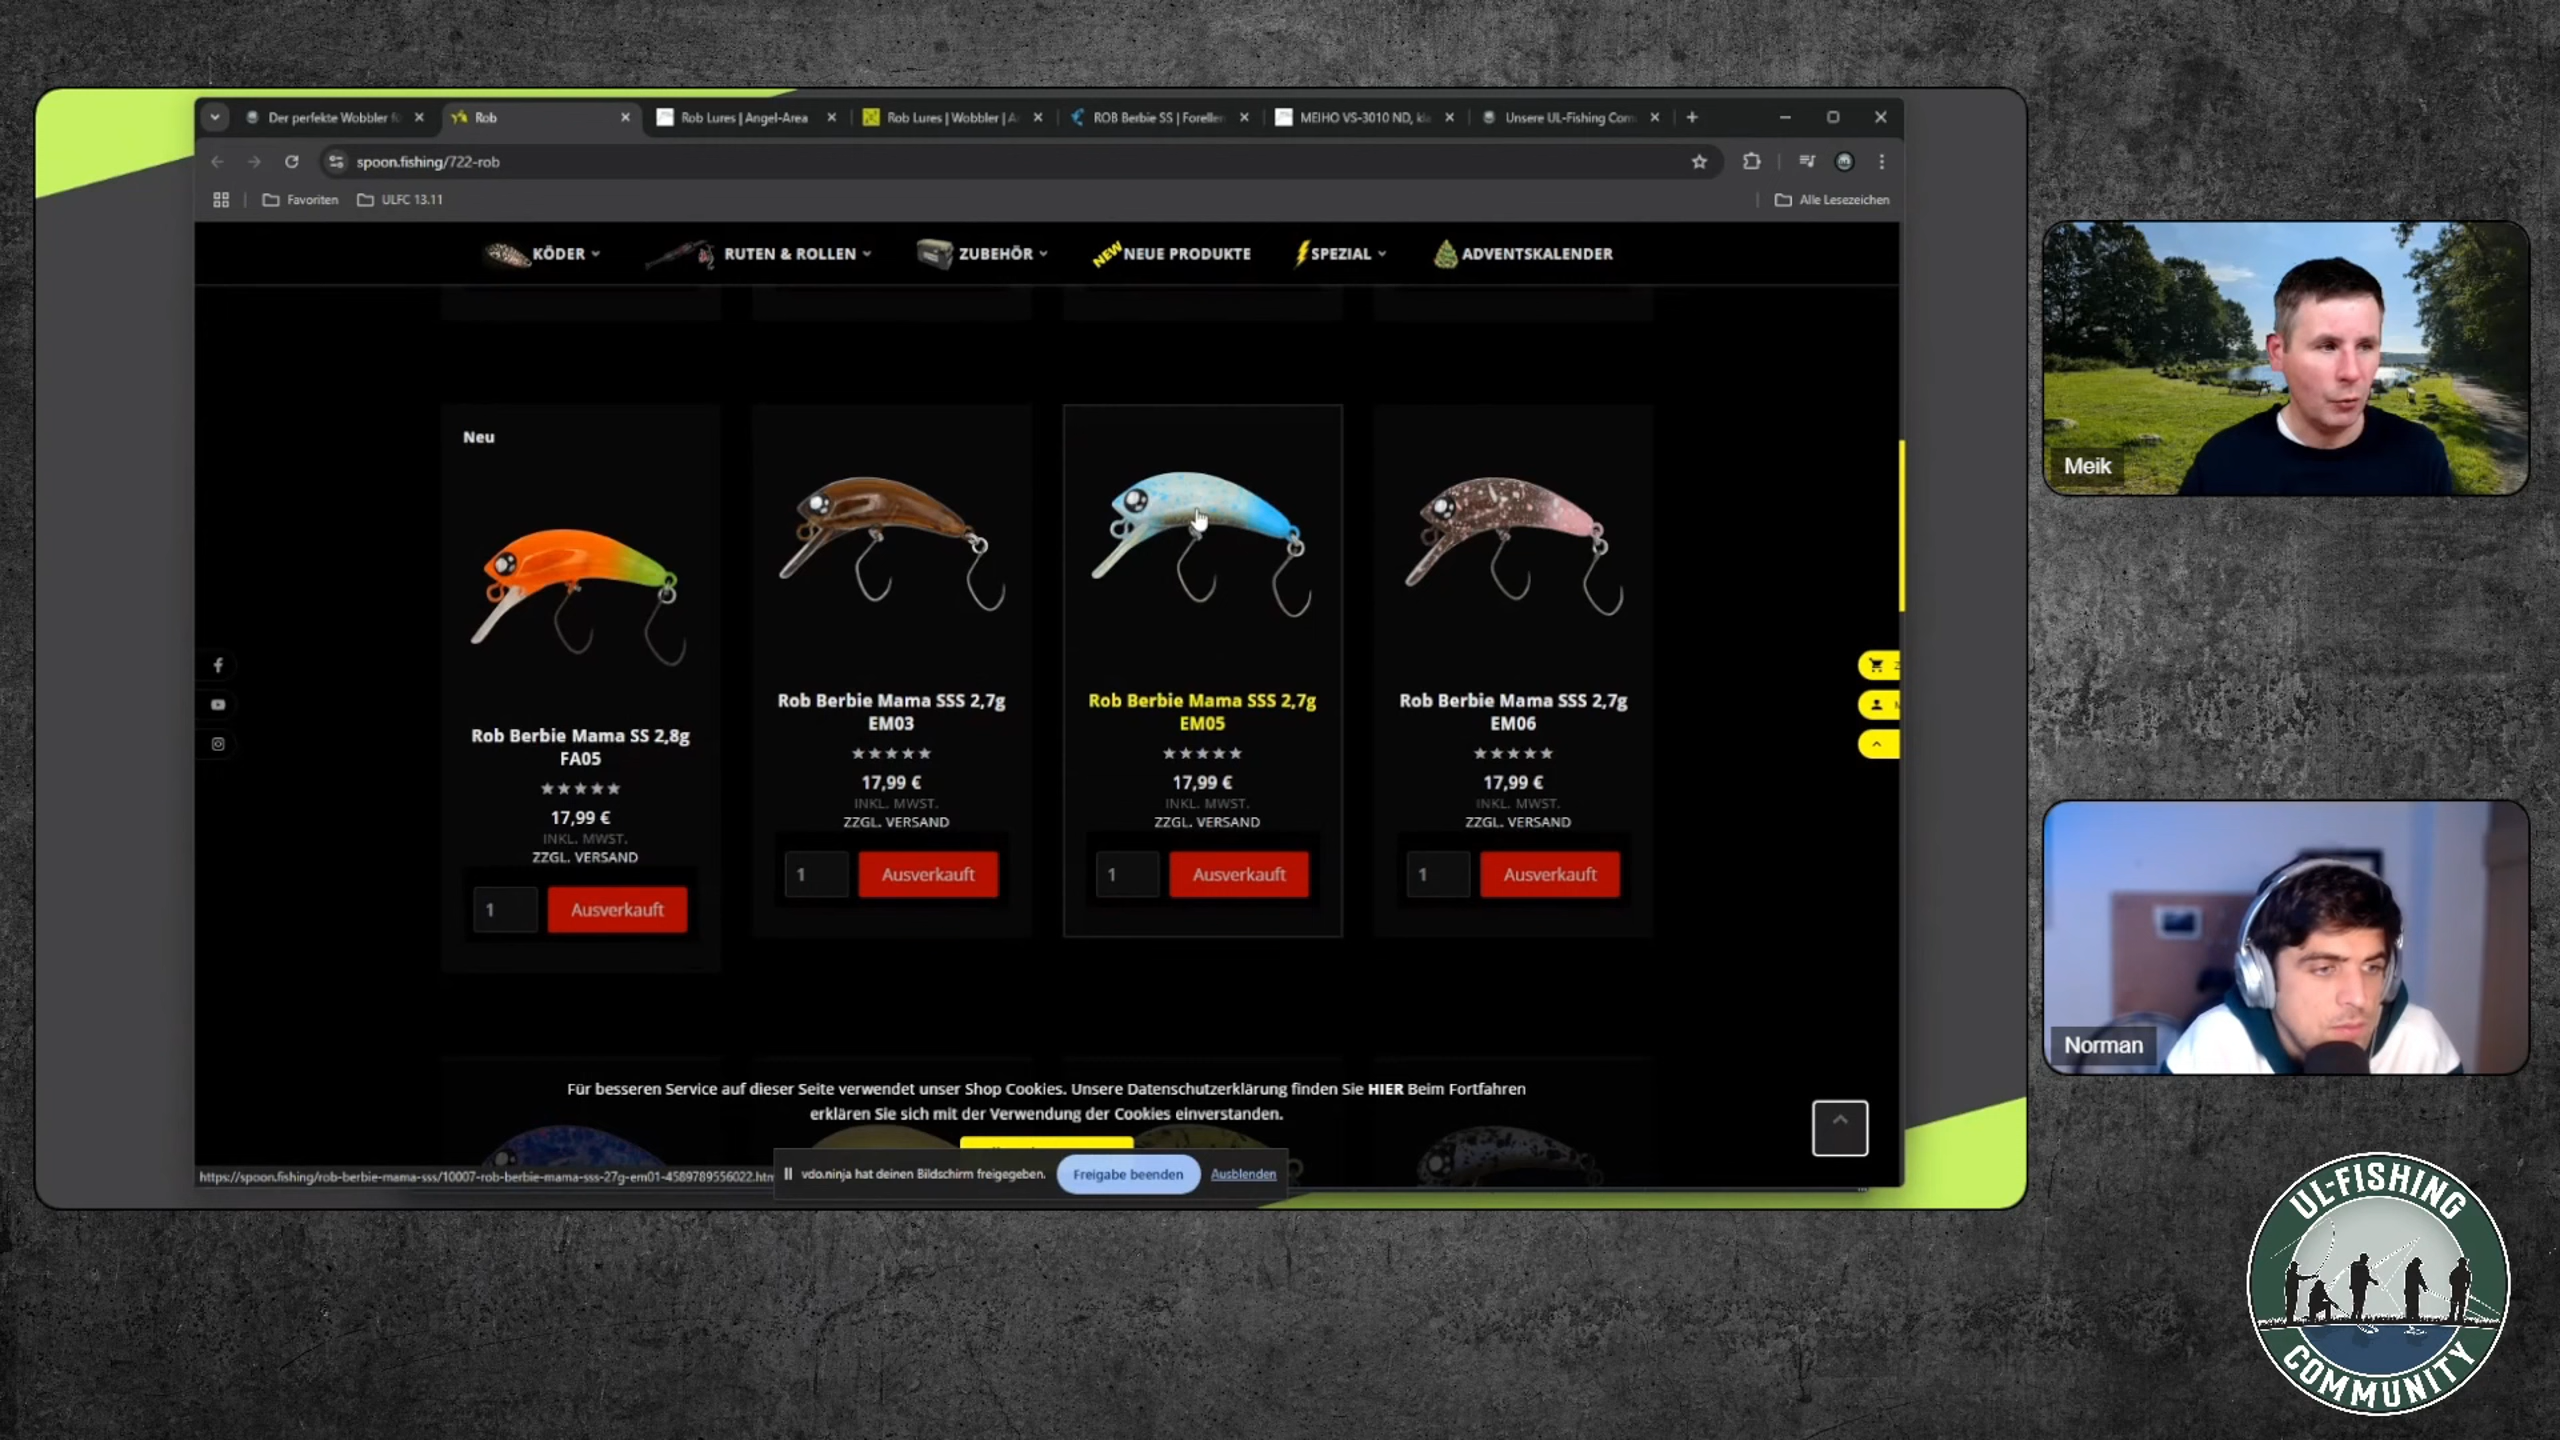 Der perfekte Wobbler fü
Rob
Rob Lures | Angel-Area
Rob Lures | Wobbler | A
ROB Berbie SS | Forellen
MEIHO VS-3010 ND, kl
Unsere UL-Fishing Com
spoon.fishing/722-rob
Favoriten
ULFC 13.11
Alle Lesezeichen
KÖDER
RUTEN & ROLLEN
ZUBEHÖR
NEW NEUE PRODUKTE
SPEZIAL
ADVENTSKALENDER
Neu
Rob Berbie Mama SS 2,8g
FA05
17,99 €
INKL. MWST.
ZZGL. VERSAND
1
Ausverkauft
Rob Berbie Mama SSS 2,7g
EM03
17,99 €
INKL. MWST.
ZZGL. VERSAND
1
Ausverkauft
Rob Berbie Mama SSS 2,7g
EM05
17,99 €
INKL. MWST.
ZZGL. VERSAND
1
Ausverkauft
Rob Berbie Mama SSS 2,7g
EM06
17,99 €
INKL. MWST.
ZZGL. VERSAND
1
Ausverkauft
Für besseren Service auf dieser Seite verwendet unser Shop Cookies. Unsere Datenschutzerklärung finden Sie HIER Beim Fortfahren
erklären Sie sich mit der Verwendung der Cookies einverstanden.
https://spoon.fishing/rob-berbie-mama-sss/10007-rob-berbie-mama-sss-27g-em01-4589789556022.htm
vdo.ninja hat deinen Bildschirm freigegeben.
Freigabe beenden
Ausblenden
Meik
Norman
UL-FISHING
COMMUNITY